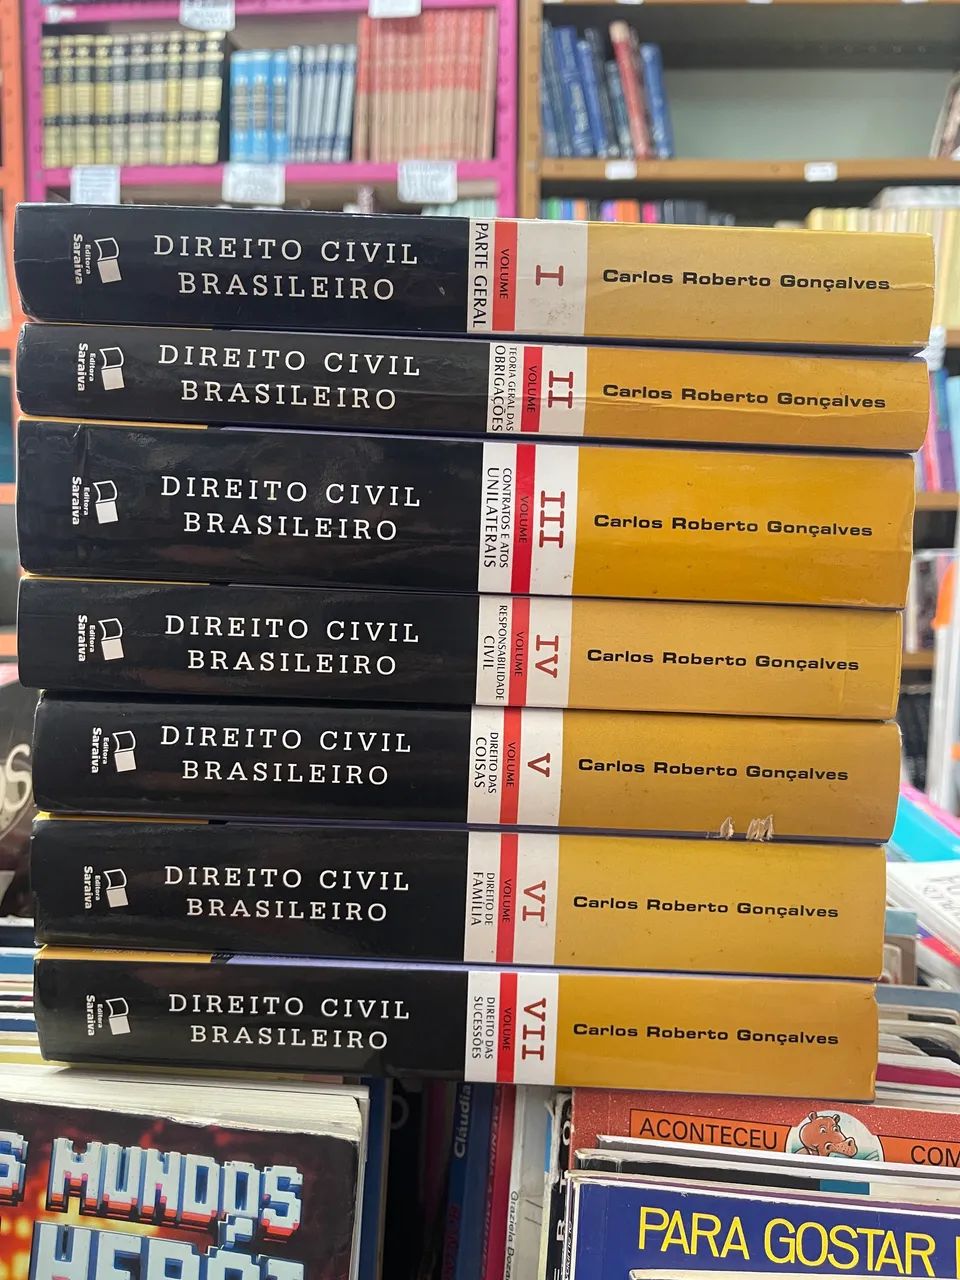 Editora
Saraiva
DIREITO CIVIL
BRASILEIRO
PARTE GERAL
VOLUME
I
Carlos Roberto Gonçalves
Editora
Saraiva
DIREITO CIVIL
BRASILEIRO
TEORIA GERAL DAS
OBRIGAÇÕES
VOLUME
II
Carlos Roberto Gonçalves
Editora
Saraiva
DIREITO CIVIL
BRASILEIRO
CONTRATOS E ATOS
UNILATERAIS
VOLUME
III
Carlos Roberto Gonçalves
Editora
Saraiva
DIREITO CIVIL
BRASILEIRO
RESPONSABILIDADE
CIVIL
VOLUME
IV
Carlos Roberto Gonçalves
Editora
Saraiva
DIREITO CIVIL
BRASILEIRO
DIREITO DAS
COISAS
VOLUME
V
Carlos Roberto Gonçalves
Editora
Saraiva
DIREITO CIVIL
BRASILEIRO
DIREITO DE
FAMÍLIA
VOLUME
VI
Carlos Roberto Gonçalves
Editora
Saraiva
DIREITO CIVIL
BRASILEIRO
DIREITO DAS
SUCESSÕES
VOLUME
VII
Carlos Roberto Gonçalves
S MUNDOS
Cláudia
Graziela
ACONTECEU
COM
PARA GOSTAR